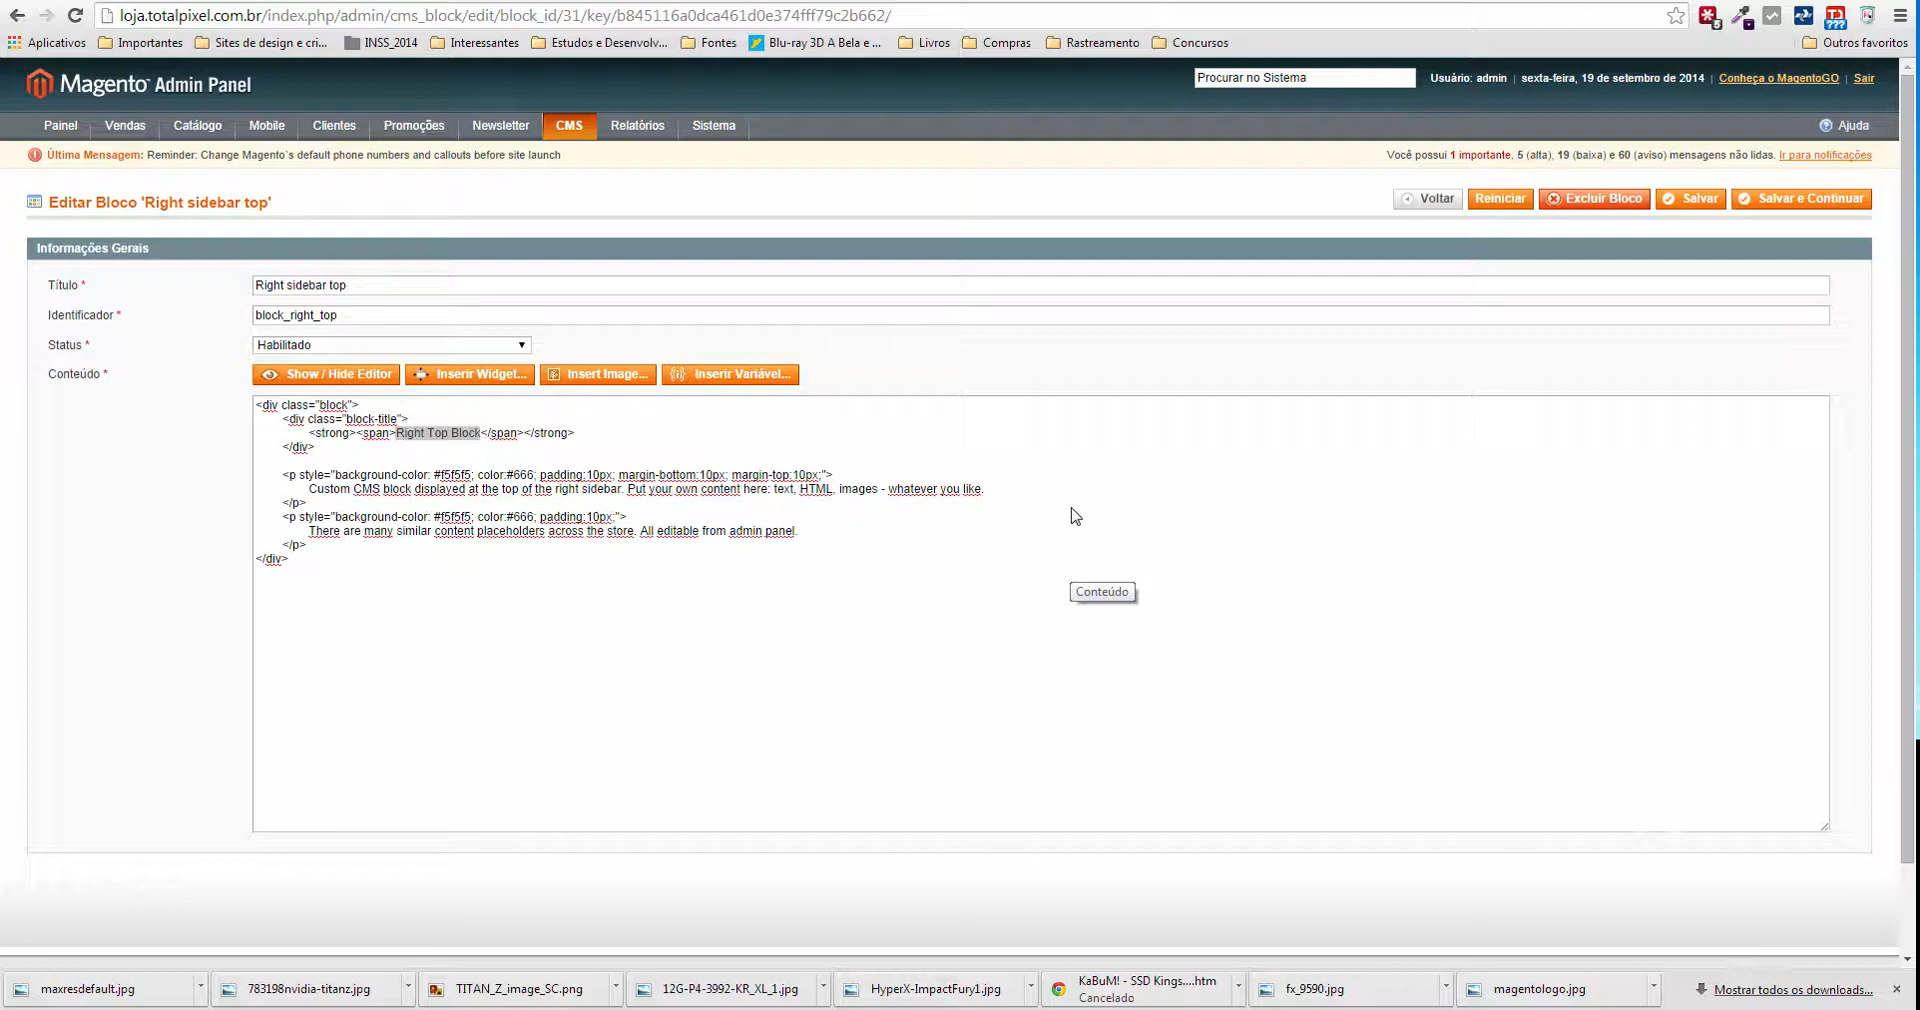 loja.totalpixel.com.br/index.php/admin/cms_block/edit/block_id/31/key/b845116a0dca461d0e374fff79c2b662/
Aplicativos Importantes Sites de design e cri... INSS_2014 Interessantes Estudos e Desenvolv... Fontes Blu-ray 3D A Bela e ... Livros Compras Rastreamento Concursos Outros favoritos
Magento Admin Panel Procurar no Sistema Usuário: admin | sexta-feira, 19 de setembro de 2014 | Conheça o MagentoGO | Sair
Painel Vendas Catálogo Mobile Clientes Promoções Newsletter CMS Relatórios Sistema Ajuda
Última Mensagem: Reminder: Change Magento`s default phone numbers and callouts before site launch Você possui 1 importante, 5 (alta), 19 (baixa) e 60 (aviso) mensagens não lidas. Ir para notificações
Editar Bloco 'Right sidebar top' Voltar Reiniciar Excluir Bloco Salvar Salvar e Continuar
Informações Gerais
Título * Right sidebar top
Identificador * block_right_top
Status * Habilitado
Conteúdo * Show / Hide Editor Inserir Widget... Insert Image... Inserir Variável...
<div class="block">
<div class="block-title">
<strong><span>Right Top Block</span></strong>
</div>
<p style="background-color: #f5f5f5; color:#666; padding:10px; margin-bottom:10px; margin-top:10px;">
Custom CMS block displayed at the top of the right sidebar. Put your own content here: text, HTML, images - whatever you like.
</p>
<p style="background-color: #f5f5f5; color:#666; padding:10px;">
There are many similar content placeholders across the store. All editable from admin panel.
</p>
</div>
Conteúdo
maxresdefault.jpg 783198nvidia-titanz.jpg TITAN_Z_image_SC.png 12G-P4-3992-KR_XL_1.jpg HyperX-ImpactFury1.jpg KaBuM! - SSD Kings....htm fx_9590.jpg magentologo.jpg Mostrar todos os downloads...
Cancelado